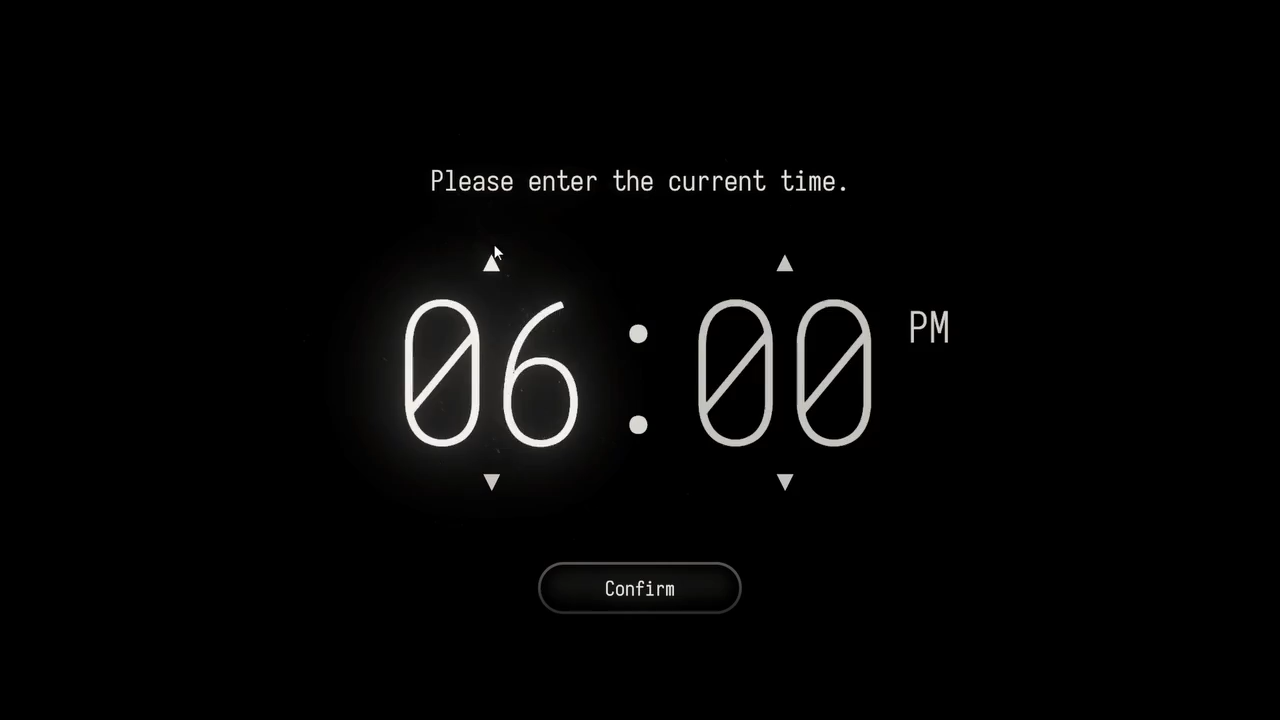 Please enter the current time.
▲ ▲
06:00 PM
▼ ▼
Confirm